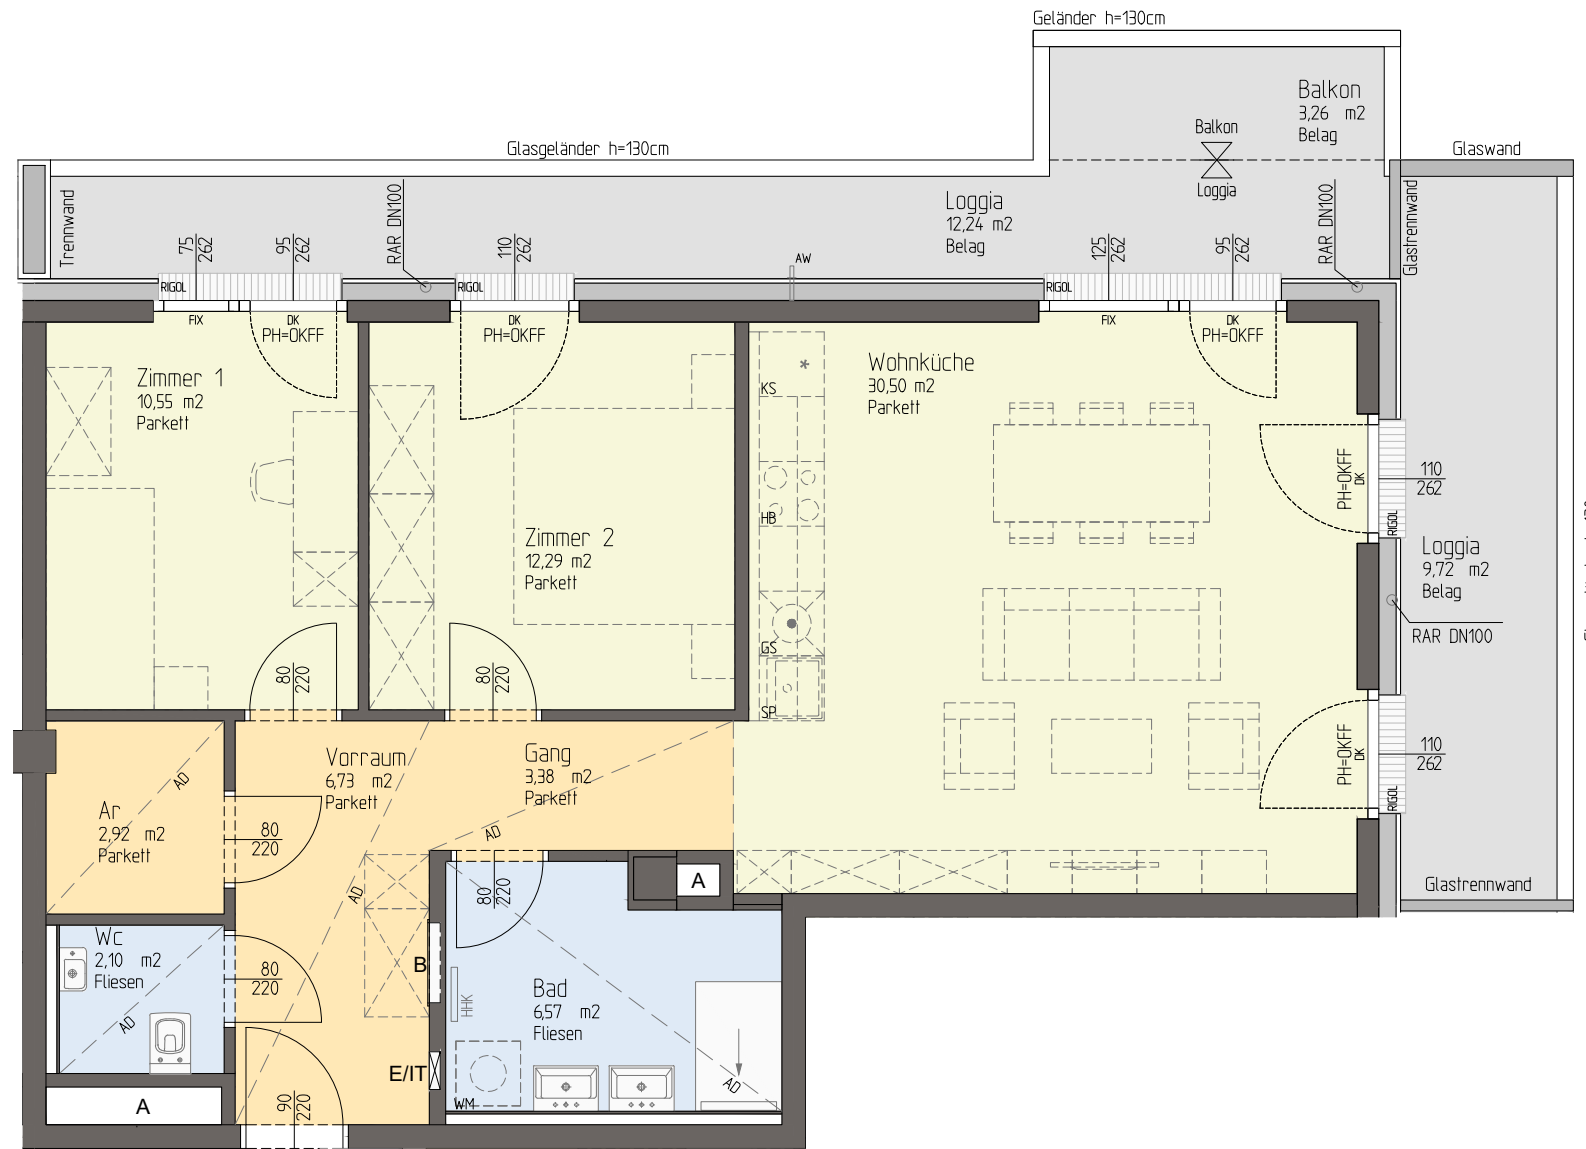 Geländer h=130cm
Balkon
3,26 m2
Belag
Balkon
Loggia
Glasgeländer h=130cm
Glaswand
Trennwand
RAR DN100
Loggia
12,24 m2
Belag
RAR DN100
Glastrennwand
75
262
95
262
110
262
AW
125
262
95
262
RIGOL
RIGOL
RIGOL
FIX
DK
PH=OKFF
DK
PH=OKFF
FIX
DK
PH=OKFF
Zimmer 1
10,55 m2
Parkett
Zimmer 2
12,29 m2
Parkett
Wohnküche
30,50 m2
Parkett
*
KS
HB
GS
SP
PH=OKFF
DK
RIGOL
110
262
Loggia
9,72 m2
Belag
RAR DN100
PH=OKFF
DK
RIGOL
110
262
Glastrennwand
80
220
80
220
Vorraum
6,73 m2
Parkett
Gang
3,38 m2
Parkett
AD
Ar
2,92 m2
Parkett
AD
80
220
AD
80
220
A
Wc
2,10 m2
Fliesen
AD
80
220
B
HHK
Bad
6,57 m2
Fliesen
AD
E/IT
WM
A
90
220